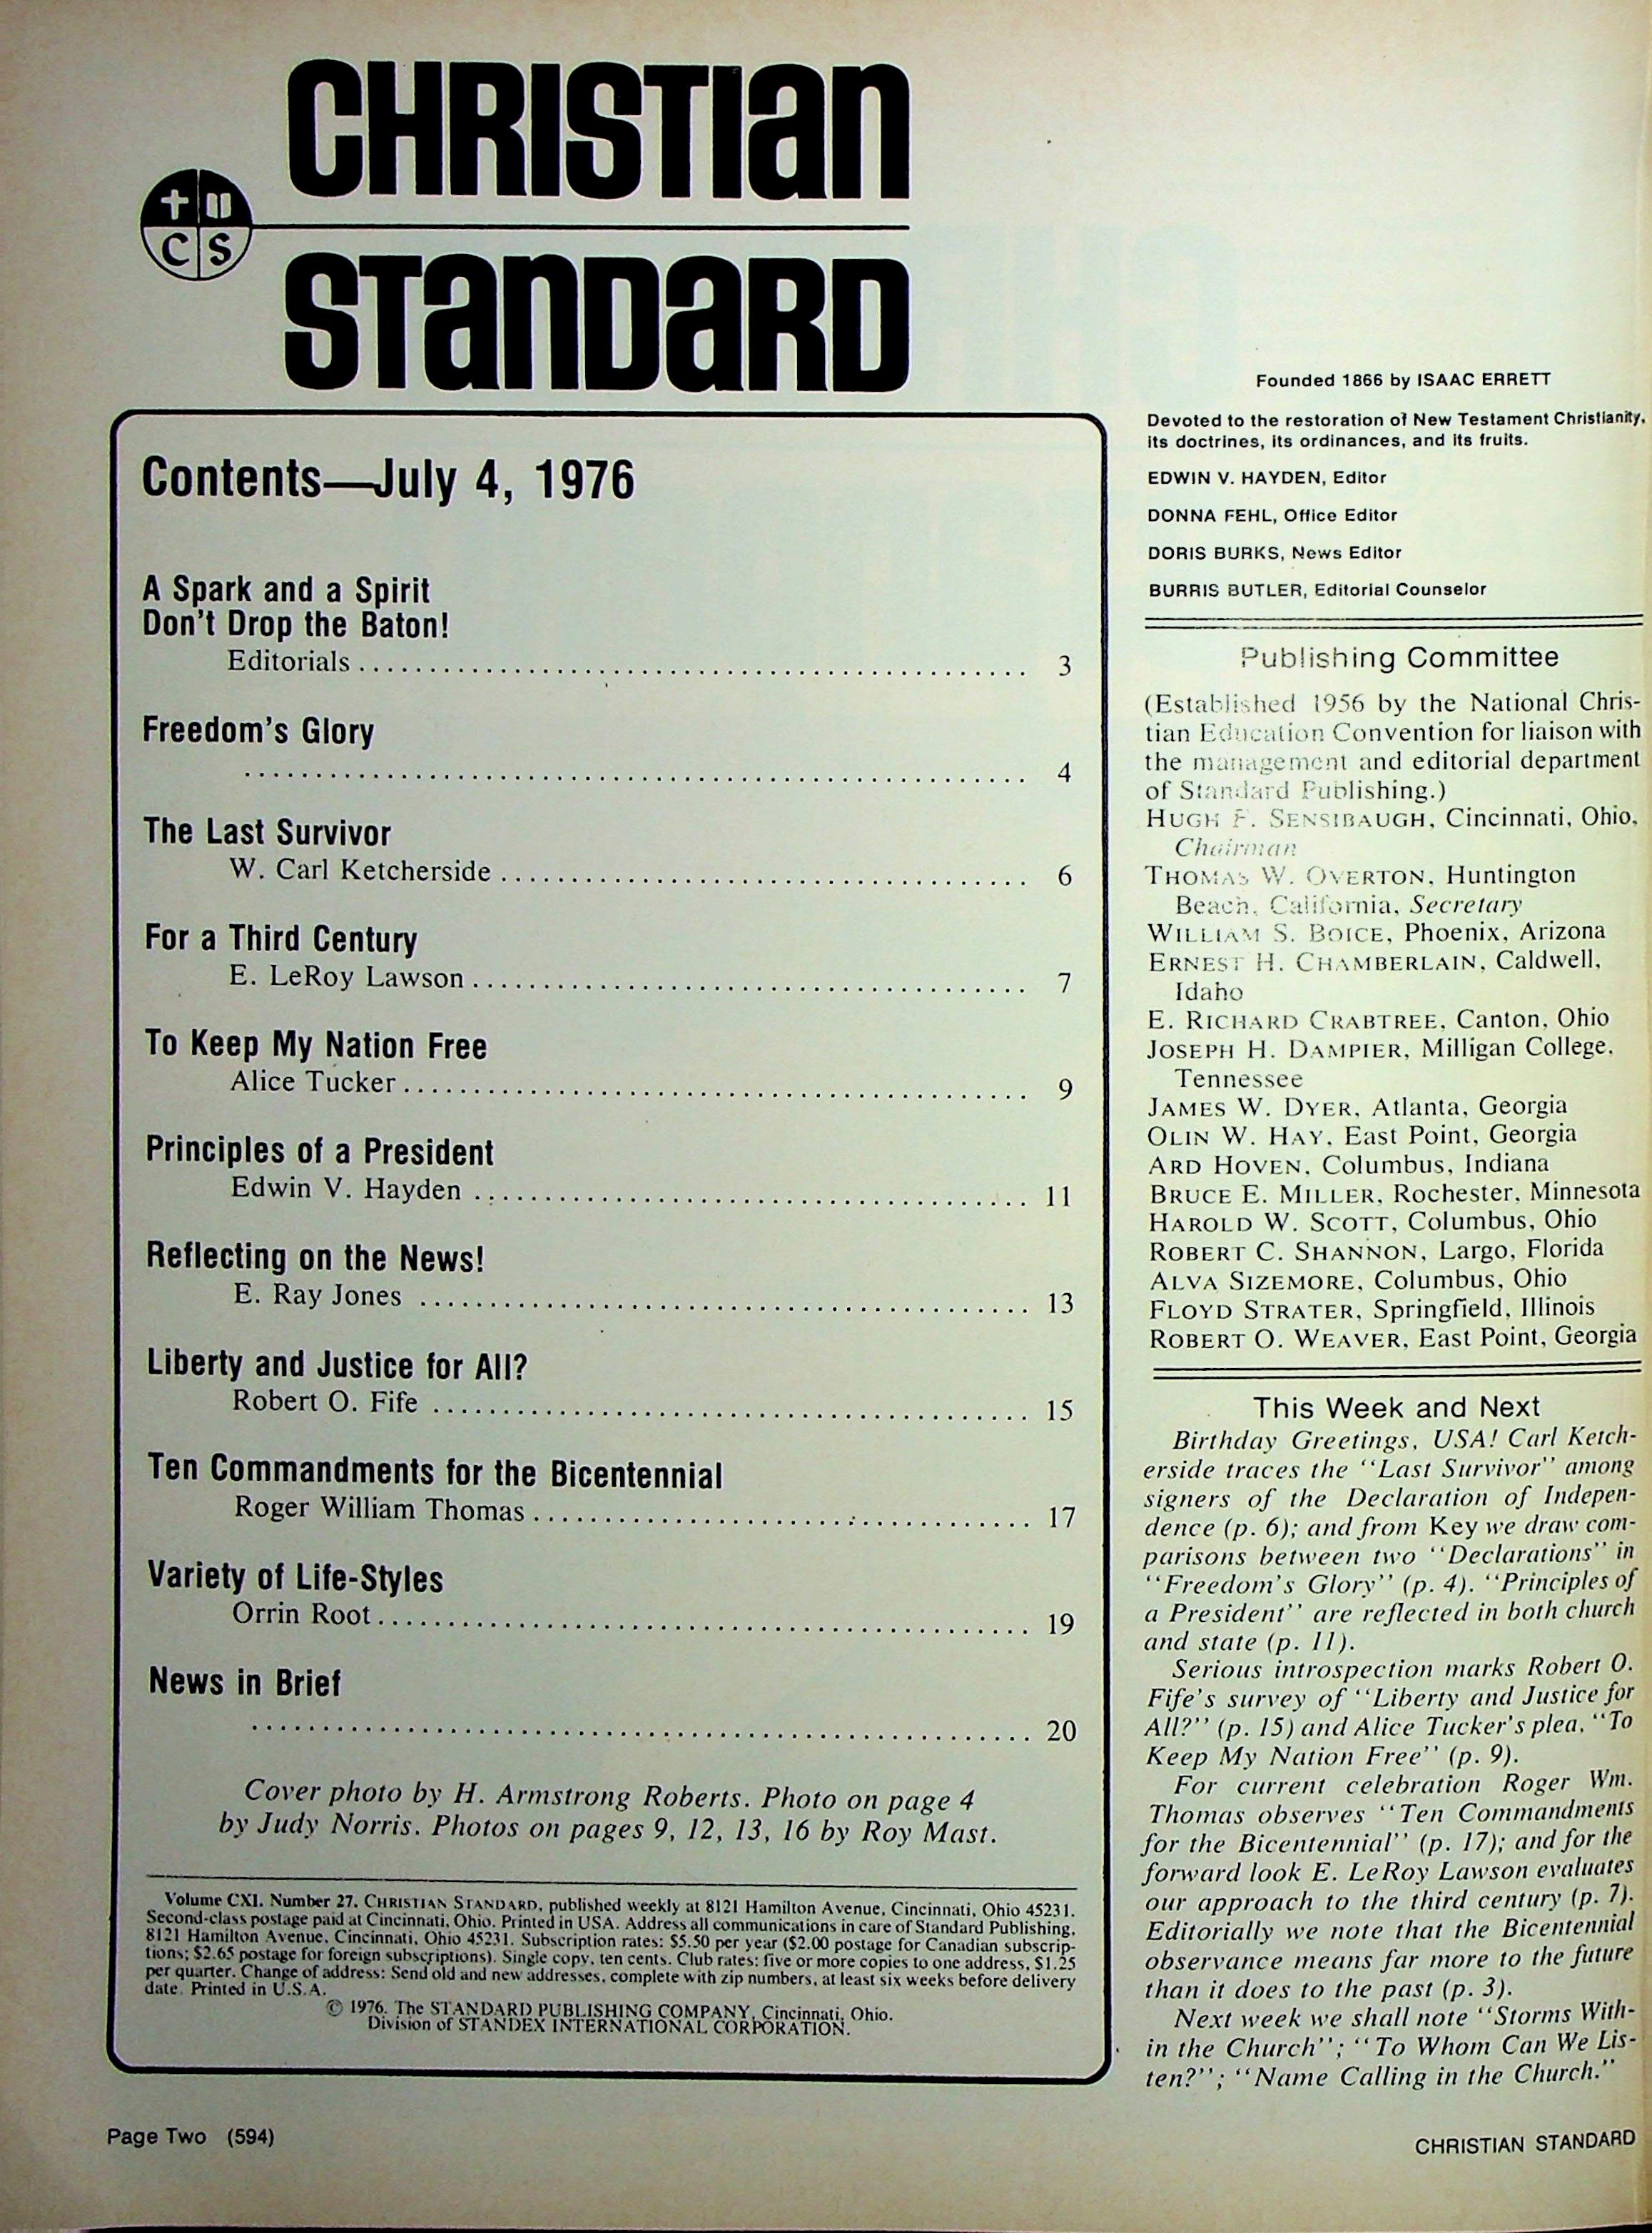 CHRISTIAN
STANDARD
C S
Contents—July 4, 1976
A Spark and a Spirit
Don't Drop the Baton!
Editorials . . . . . . . . . . . . . . . . . . . . 3
Freedom's Glory
. . . . . . . . . . . . . . . . . . . . 4
The Last Survivor
W. Carl Ketcherside . . . . . . . . . . . . . . . . . . . . 6
For a Third Century
E. LeRoy Lawson . . . . . . . . . . . . . . . . . . . . 7
To Keep My Nation Free
Alice Tucker . . . . . . . . . . . . . . . . . . . . 9
Principles of a President
Edwin V. Hayden . . . . . . . . . . . . . . . . . . . . 11
Reflecting on the News!
E. Ray Jones . . . . . . . . . . . . . . . . . . . . 13
Liberty and Justice for All?
Robert O. Fife . . . . . . . . . . . . . . . . . . . . 15
Ten Commandments for the Bicentennial
Roger William Thomas . . . . . . . . . . . . . . . . . . . . 17
Variety of Life-Styles
Orrin Root . . . . . . . . . . . . . . . . . . . . 19
News in Brief
. . . . . . . . . . . . . . . . . . . . 20
Cover photo by H. Armstrong Roberts. Photo on page 4
by Judy Norris. Photos on pages 9, 12, 13, 16 by Roy Mast.
Volume CXI. Number 27. CHRISTIAN STANDARD, published weekly at 8121 Hamilton Avenue, Cincinnati, Ohio 45231.
Second-class postage paid at Cincinnati, Ohio. Printed in USA. Address all communications in care of Standard Publishing,
8121 Hamilton Avenue, Cincinnati, Ohio 45231. Subscription rates: $5.50 per year ($2.00 postage for Canadian subscrip-
tions; $2.65 postage for foreign subscriptions). Single copy, ten cents. Club rates: five or more copies to one address, $1.25
per quarter. Change of address: Send old and new addresses, complete with zip numbers, at least six weeks before delivery
date. Printed in U.S.A.
© 1976. The STANDARD PUBLISHING COMPANY, Cincinnati, Ohio.
Division of STANDEX INTERNATIONAL CORPORATION.
Founded 1866 by ISAAC ERRETT
Devoted to the restoration of New Testament Christianity,
its doctrines, its ordinances, and its fruits.
EDWIN V. HAYDEN, Editor
DONNA FEHL, Office Editor
DORIS BURKS, News Editor
BURRIS BUTLER, Editorial Counselor
Publishing Committee
(Established 1956 by the National Chris-
tian Education Convention for liaison with
the management and editorial department
of Standard Publishing.)
HUGH F. SENSIBAUGH, Cincinnati, Ohio,
Chairman
THOMAS W. OVERTON, Huntington
Beach, California, Secretary
WILLIAM S. BOICE, Phoenix, Arizona
ERNEST H. CHAMBERLAIN, Caldwell,
Idaho
E. RICHARD CRABTREE, Canton, Ohio
JOSEPH H. DAMPIER, Milligan College,
Tennessee
JAMES W. DYER, Atlanta, Georgia
OLIN W. HAY, East Point, Georgia
ARD HOVEN, Columbus, Indiana
BRUCE E. MILLER, Rochester, Minnesota
HAROLD W. SCOTT, Columbus, Ohio
ROBERT C. SHANNON, Largo, Florida
ALVA SIZEMORE, Columbus, Ohio
FLOYD STRATER, Springfield, Illinois
ROBERT O. WEAVER, East Point, Georgia
This Week and Next
Birthday Greetings, USA! Carl Ketch-
erside traces the "Last Survivor" among
signers of the Declaration of Indepen-
dence (p. 6); and from Key we draw com-
parisons between two "Declarations" in
"Freedom's Glory" (p. 4). "Principles of
a President" are reflected in both church
and state (p. 11).
Serious introspection marks Robert O.
Fife's survey of "Liberty and Justice for
All?" (p. 15) and Alice Tucker's plea, "To
Keep My Nation Free" (p. 9).
For current celebration Roger Wm.
Thomas observes "Ten Commandments
for the Bicentennial" (p. 17); and for the
forward look E. LeRoy Lawson evaluates
our approach to the third century (p. 7).
Editorially we note that the Bicentennial
observance means far more to the future
than it does to the past (p. 3).
Next week we shall note "Storms With-
in the Church"; "To Whom Can We Lis-
ten?"; "Name Calling in the Church."
Page Two (594)
CHRISTIAN STANDARD